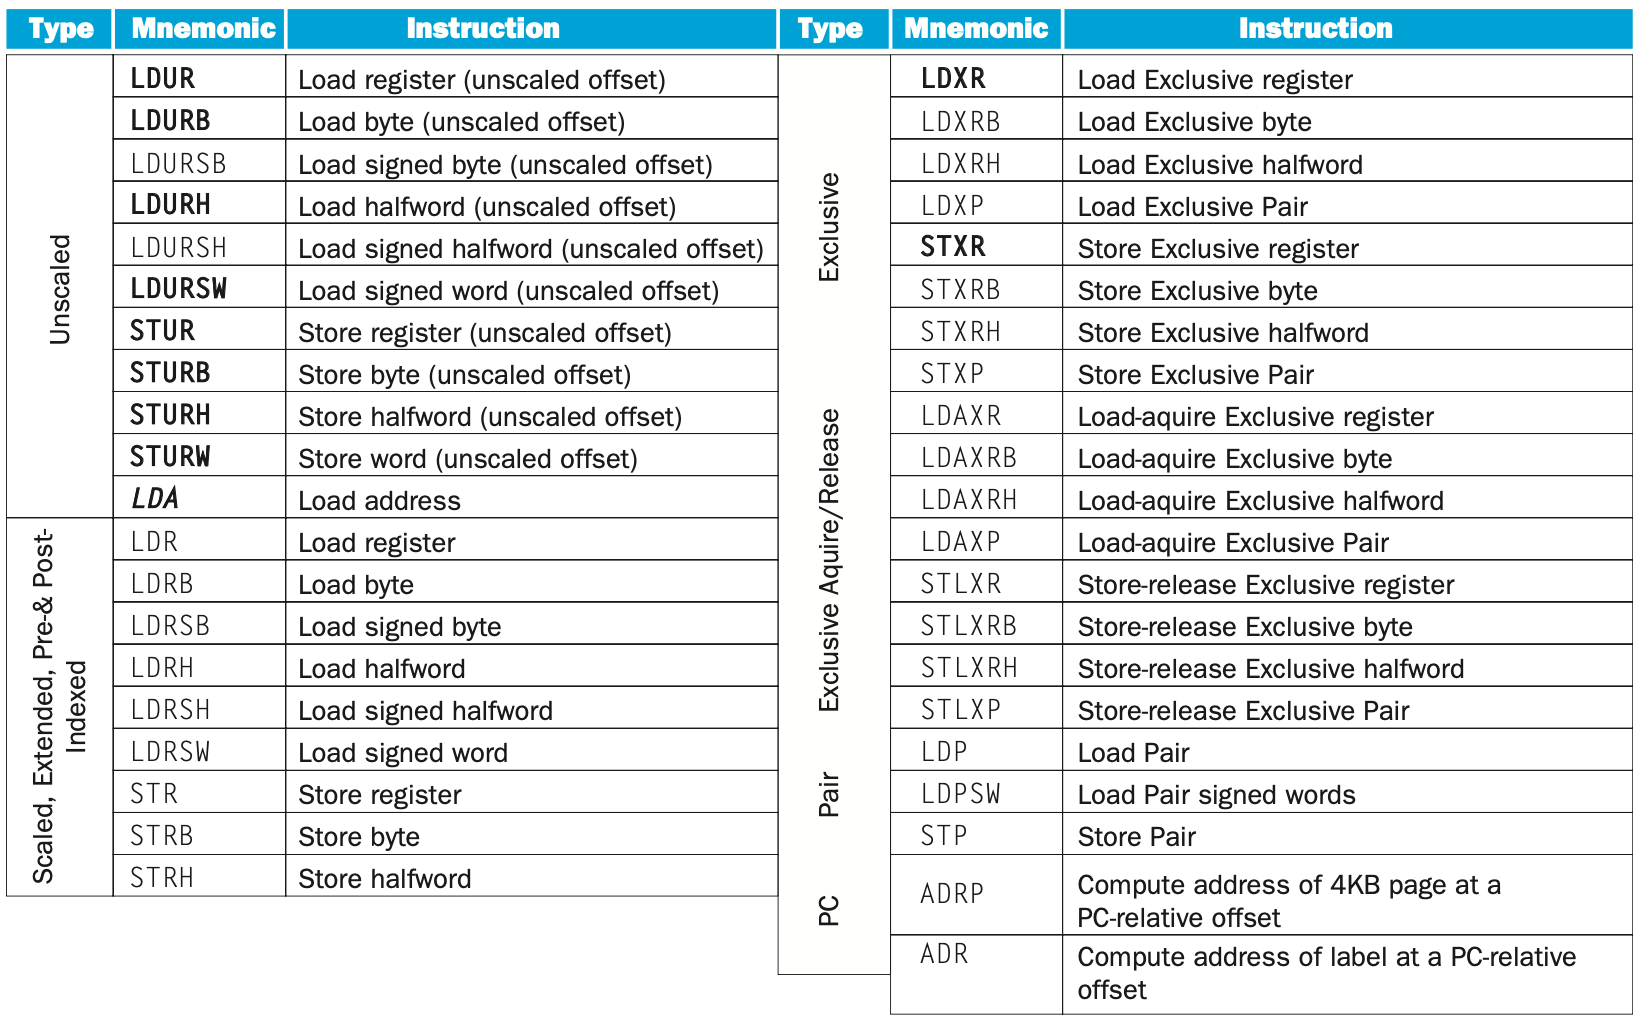 Type Mnemonic Instruction
Unscaled
LDUR Load register (unscaled offset)
LDURB Load byte (unscaled offset)
LDURSB Load signed byte (unscaled offset)
LDURH Load halfword (unscaled offset)
LDURSH Load signed halfword (unscaled offset)
LDURSW Load signed word (unscaled offset)
STUR Store register (unscaled offset)
STURB Store byte (unscaled offset)
STURH Store halfword (unscaled offset)
STURW Store word (unscaled offset)
LDA Load address
Scaled, Extended, Pre-& Post-
Indexed
LDR Load register
LDRB Load byte
LDRSB Load signed byte
LDRH Load halfword
LDRSH Load signed halfword
LDRSW Load signed word
STR Store register
STRB Store byte
STRH Store halfword
Type Mnemonic Instruction
Exclusive
LDXR Load Exclusive register
LDXRB Load Exclusive byte
LDXRH Load Exclusive halfword
LDXP Load Exclusive Pair
STXR Store Exclusive register
STXRB Store Exclusive byte
STXRH Store Exclusive halfword
STXP Store Exclusive Pair
Exclusive Aquire/Release
LDAXR Load-aquire Exclusive register
LDAXRB Load-aquire Exclusive byte
LDAXRH Load-aquire Exclusive halfword
LDAXP Load-aquire Exclusive Pair
STLXR Store-release Exclusive register
STLXRB Store-release Exclusive byte
STLXRH Store-release Exclusive halfword
STLXP Store-release Exclusive Pair
Pair
LDP Load Pair
LDPSW Load Pair signed words
STP Store Pair
PC
ADRP Compute address of 4KB page at a
PC-relative offset
ADR Compute address of label at a PC-relative
offset